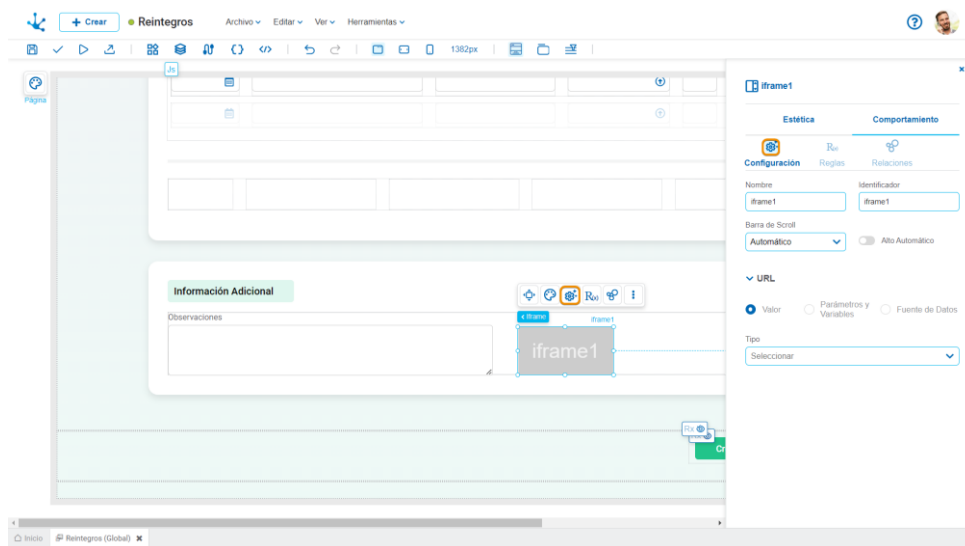 + Crear
Reintegros
Archivo
Editar
Ver
Herramientas
?
</>
1382px
Página
Js
iframe1
Estética
Comportamiento
Configuración
R(x)
Reglas
Relaciones
Nombre
Identificador
iframe1
iframe1
Barra de Scroll
Automático
Alto Automático
URL
Valor
Parámetros y
Variables
Fuente de Datos
Tipo
Seleccionar
Información Adicional
R(x)
Observaciones
iframe
iframe1
iframe1
Rx
Cr
Inicio
Reintegros (Global)